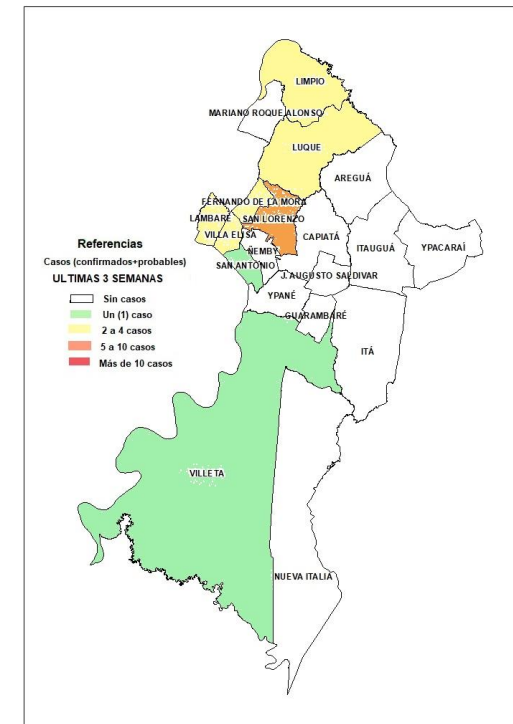 LIMPIO
MARIANO ROQUE ALONSO
LUQUE
AREGUÁ
FERNANDO DE LA MORA
LAMBARÉ
SAN LORENZO
VILLA ELISA
CAPIATÁ
ITAUGUÁ
YPACARAÍ
ÑEMBY
SAN ANTONIO
J. AUGUSTO SALDIVAR
YPANÉ
GUARAMBARÉ
ITÁ
VILLETA
NUEVA ITALIA
Referencias
Casos (confirmados+probables)
ULTIMAS 3 SEMANAS
Sin casos
Un (1) caso
2 a 4 casos
5 a 10 casos
Más de 10 casos